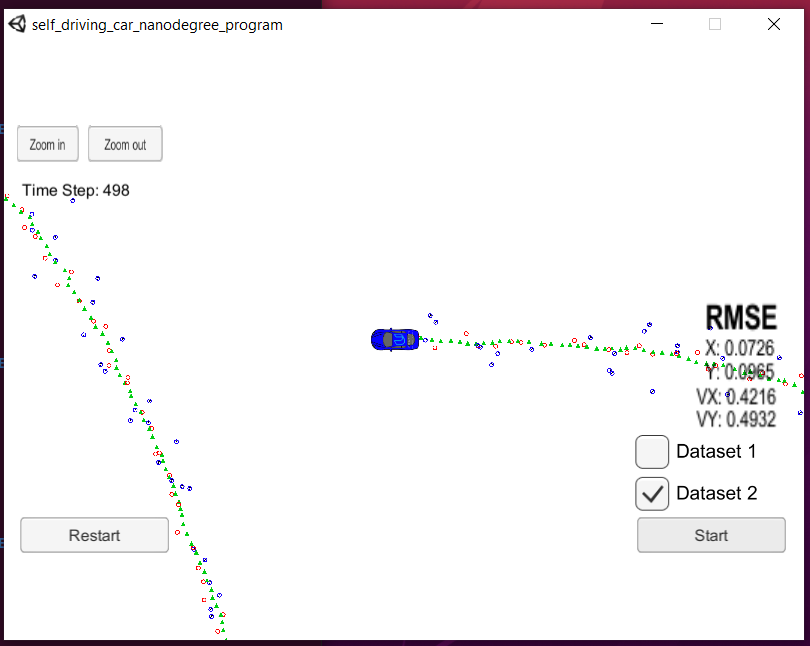 self_driving_car_nanodegree_program
Zoom in
Zoom out
Time Step: 498
RMSE
X: 0.0726
Y: 0.0965
VX: 0.4216
VY: 0.4932
Dataset 1
Dataset 2
Restart
Start